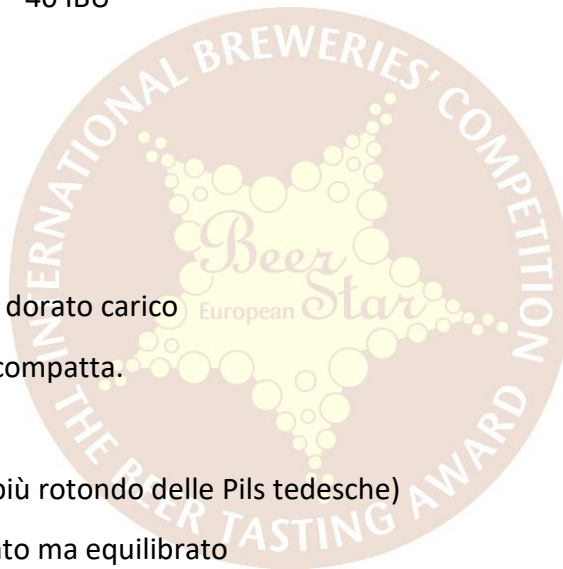 40 IBU
INTERNATIONAL BREWERIES' COMPETITION
Beer
European Star
dorato carico
compatta.
più rotondo delle Pils tedesche)
ato ma equilibrato
THE BEER TASTING AWARD